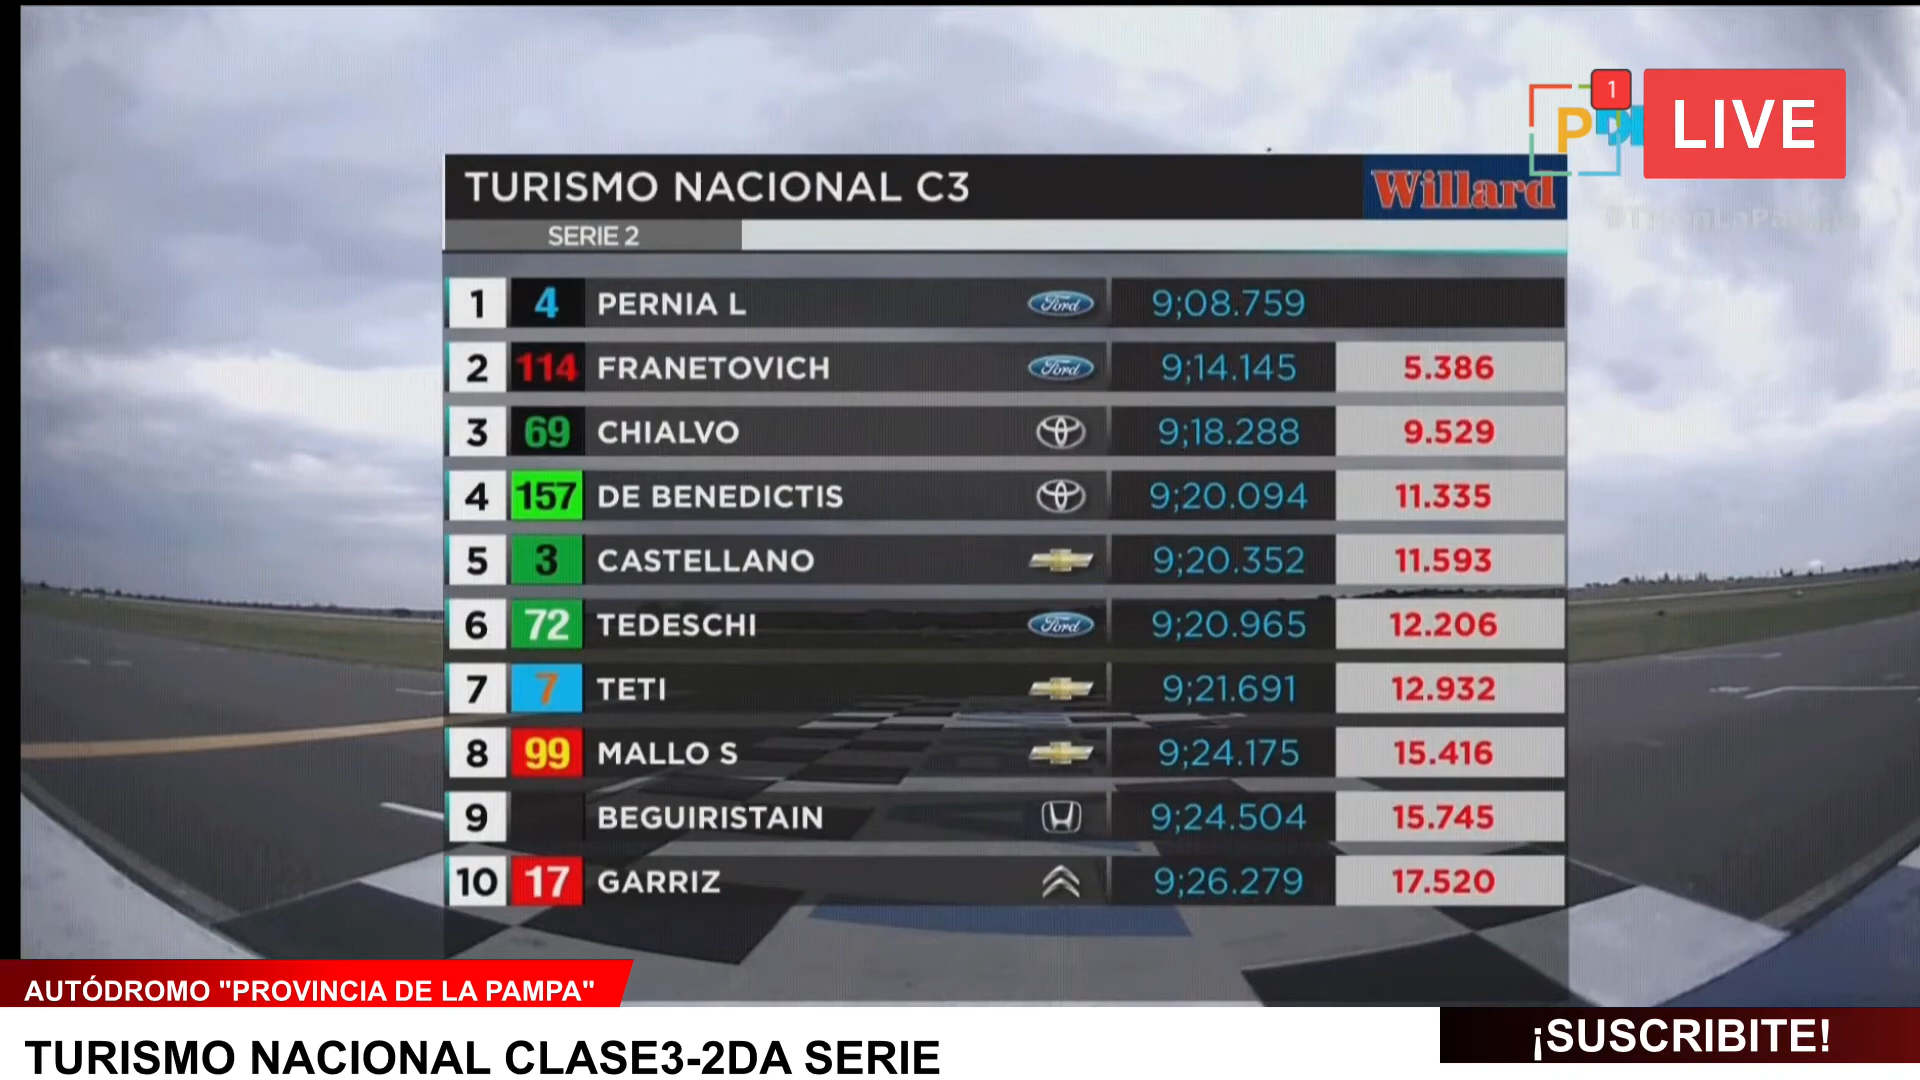 1
LIVE
TURISMO NACIONAL C3
Willard
SERIE 2
1 4 PERNIA L Ford 9;08.759
2 114 FRANETOVICH Ford 9;14.145 5.386
3 69 CHIALVO 9;18.288 9.529
4 157 DE BENEDICTIS 9;20.094 11.335
5 3 CASTELLANO 9;20.352 11.593
6 72 TEDESCHI Ford 9;20.965 12.206
7 7 TETI 9;21.691 12.932
8 99 MALLO S 9;24.175 15.416
9 BEGUIRISTAIN 9;24.504 15.745
10 17 GARRIZ 9;26.279 17.520
AUTÓDROMO "PROVINCIA DE LA PAMPA"
TURISMO NACIONAL CLASE3-2DA SERIE
¡SUSCRIBITE!